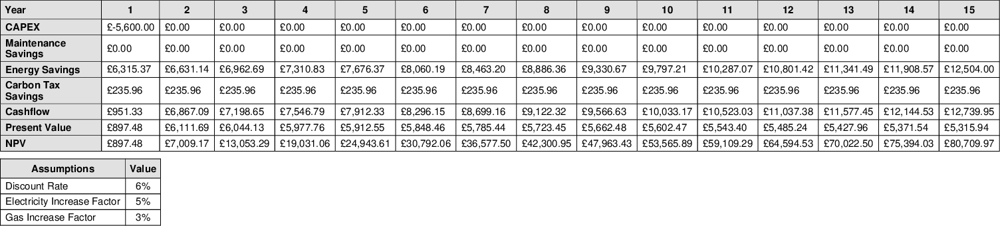 Year 1 2 3 4 5 6 7 8 9 10 11 12 13 14 15
CAPEX £-5,600.00 £0.00 £0.00 £0.00 £0.00 £0.00 £0.00 £0.00 £0.00 £0.00 £0.00 £0.00 £0.00 £0.00 £0.00
Maintenance
Savings £0.00 £0.00 £0.00 £0.00 £0.00 £0.00 £0.00 £0.00 £0.00 £0.00 £0.00 £0.00 £0.00 £0.00 £0.00
Energy Savings £6,315.37 £6,631.14 £6,962.69 £7,310.83 £7,676.37 £8,060.19 £8,463.20 £8,886.36 £9,330.67 £9,797.21 £10,287.07 £10,801.42 £11,341.49 £11,908.57 £12,504.00
Carbon Tax
Savings £235.96 £235.96 £235.96 £235.96 £235.96 £235.96 £235.96 £235.96 £235.96 £235.96 £235.96 £235.96 £235.96 £235.96 £235.96
Cashflow £951.33 £6,867.09 £7,198.65 £7,546.79 £7,912.33 £8,296.15 £8,699.16 £9,122.32 £9,566.63 £10,033.17 £10,523.03 £11,037.38 £11,577.45 £12,144.53 £12,739.95
Present Value £897.48 £6,111.69 £6,044.13 £5,977.76 £5,912.55 £5,848.46 £5,785.44 £5,723.45 £5,662.48 £5,602.47 £5,543.40 £5,485.24 £5,427.96 £5,371.54 £5,315.94
NPV £897.48 £7,009.17 £13,053.29 £19,031.06 £24,943.61 £30,792.06 £36,577.50 £42,300.95 £47,963.43 £53,565.89 £59,109.29 £64,594.53 £70,022.50 £75,394.03 £80,709.97
Assumptions Value
Discount Rate 6%
Electricity Increase Factor 5%
Gas Increase Factor 3%